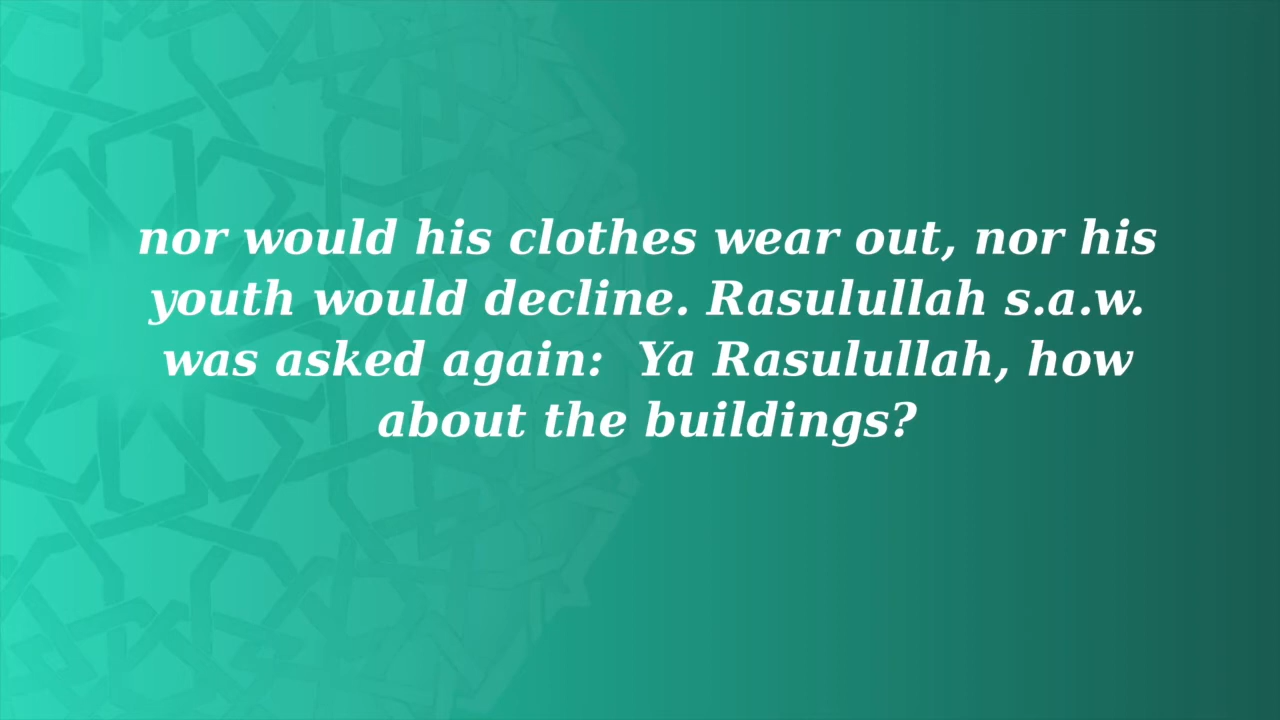 nor would his clothes wear out, nor his
youth would decline. Rasulullah s.a.w.
was asked again:  Ya Rasulullah, how
about the buildings?